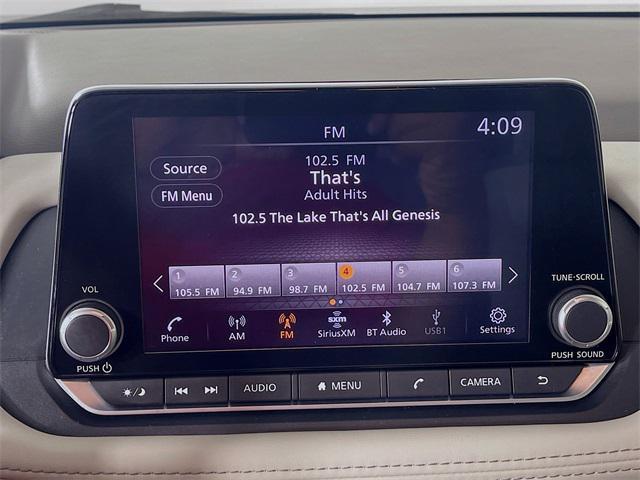 FM
4:09
Source
102.5 FM
That's
FM Menu
Adult Hits
102.5 The Lake That's All Genesis
1 2 3 4 5 6
105.5 FM 94.9 FM 98.7 FM 102.5 FM 104.7 FM 107.3 FM
Phone AM FM sxm SiriusXM BT Audio USB1 Settings
VOL
PUSH
TUNE·SCROLL
PUSH SOUND
AUDIO MENU CAMERA